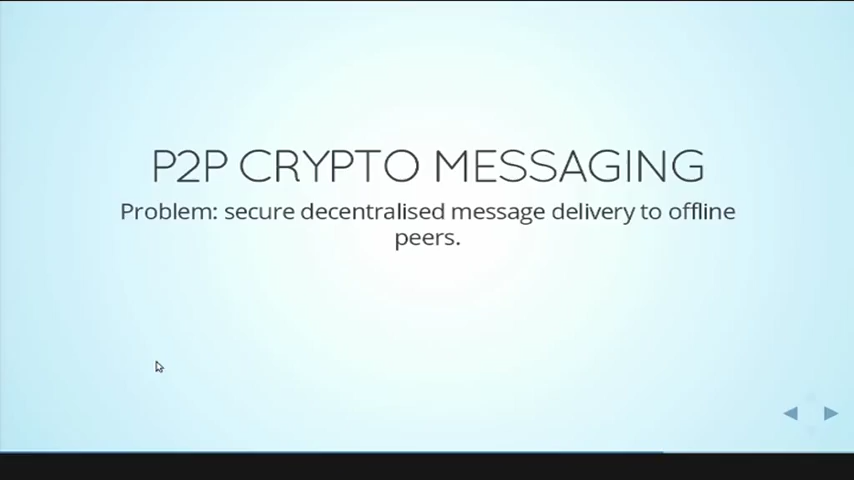 P2P CRYPTO MESSAGING
Problem: secure decentralised message delivery to offline
peers.